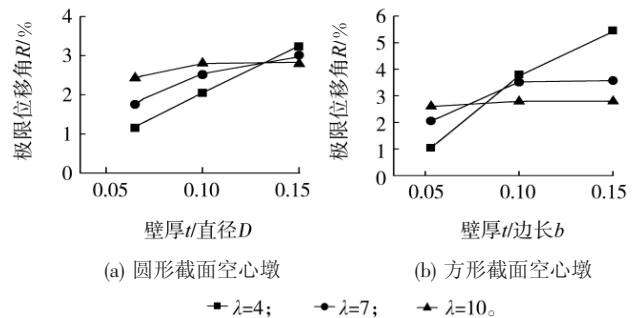 极限位移角R/%
4
3
2
1
0
0.05 0.10 0.15
壁厚t/直径D
(a) 圆形截面空心墩
极限位移角R/%
6
5
4
3
2
1
0
0.05 0.10 0.15
壁厚t/边长b
(b) 方形截面空心墩
λ=4; λ=7; λ=10。